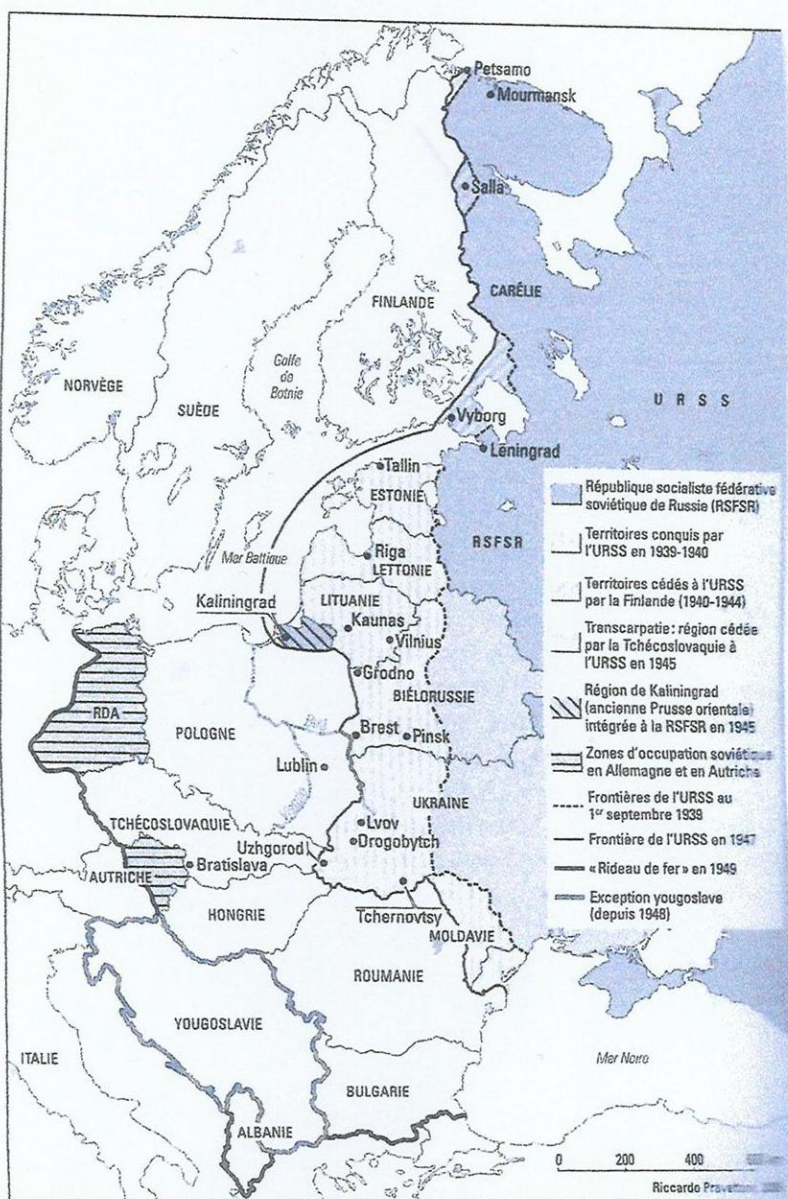 Petsamo
Mourmansk
Salla
CARÉLIE
FINLANDE
Golfe
de
Botnie
NORVÈGE
SUÈDE
URSS
Vyborg
Léningrad
Tallin
ESTONIE
RSFSR
Mer Baltique
Riga
LETTONIE
Kaliningrad
LITUANIE
Kaunas
Vilnius
Grodno
BIÉLORUSSIE
RDA
POLOGNE
Brest
Pinsk
Lublin
UKRAINE
TCHÉCOSLOVAQUIE
Lvov
Drogobytch
Uzhgorod
AUTRICHE
Bratislava
HONGRIE
Tchernovtsy
MOLDAVIE
ROUMANIE
YOUGOSLAVIE
ITALIE
Mer Noire
BULGARIE
ALBANIE
République socialiste fédérative
soviétique de Russie (RSFSR)
Territoires conquis par
l'URSS en 1939-1940
Territoires cédés à l'URSS
par la Finlande (1940-1944)
Transcarpatie : région cédée
par la Tchécoslovaquie à
l'URSS en 1945
Région de Kaliningrad
(ancienne Prusse orientale
intégrée à la RSFSR en 1945
Zones d'occupation soviétique
en Allemagne et en Autriche
Frontières de l'URSS au
1er septembre 1939
Frontière de l'URSS en 1947
«Rideau de fer» en 1949
Exception yougoslave
(depuis 1948)
0 200 400
Riccardo